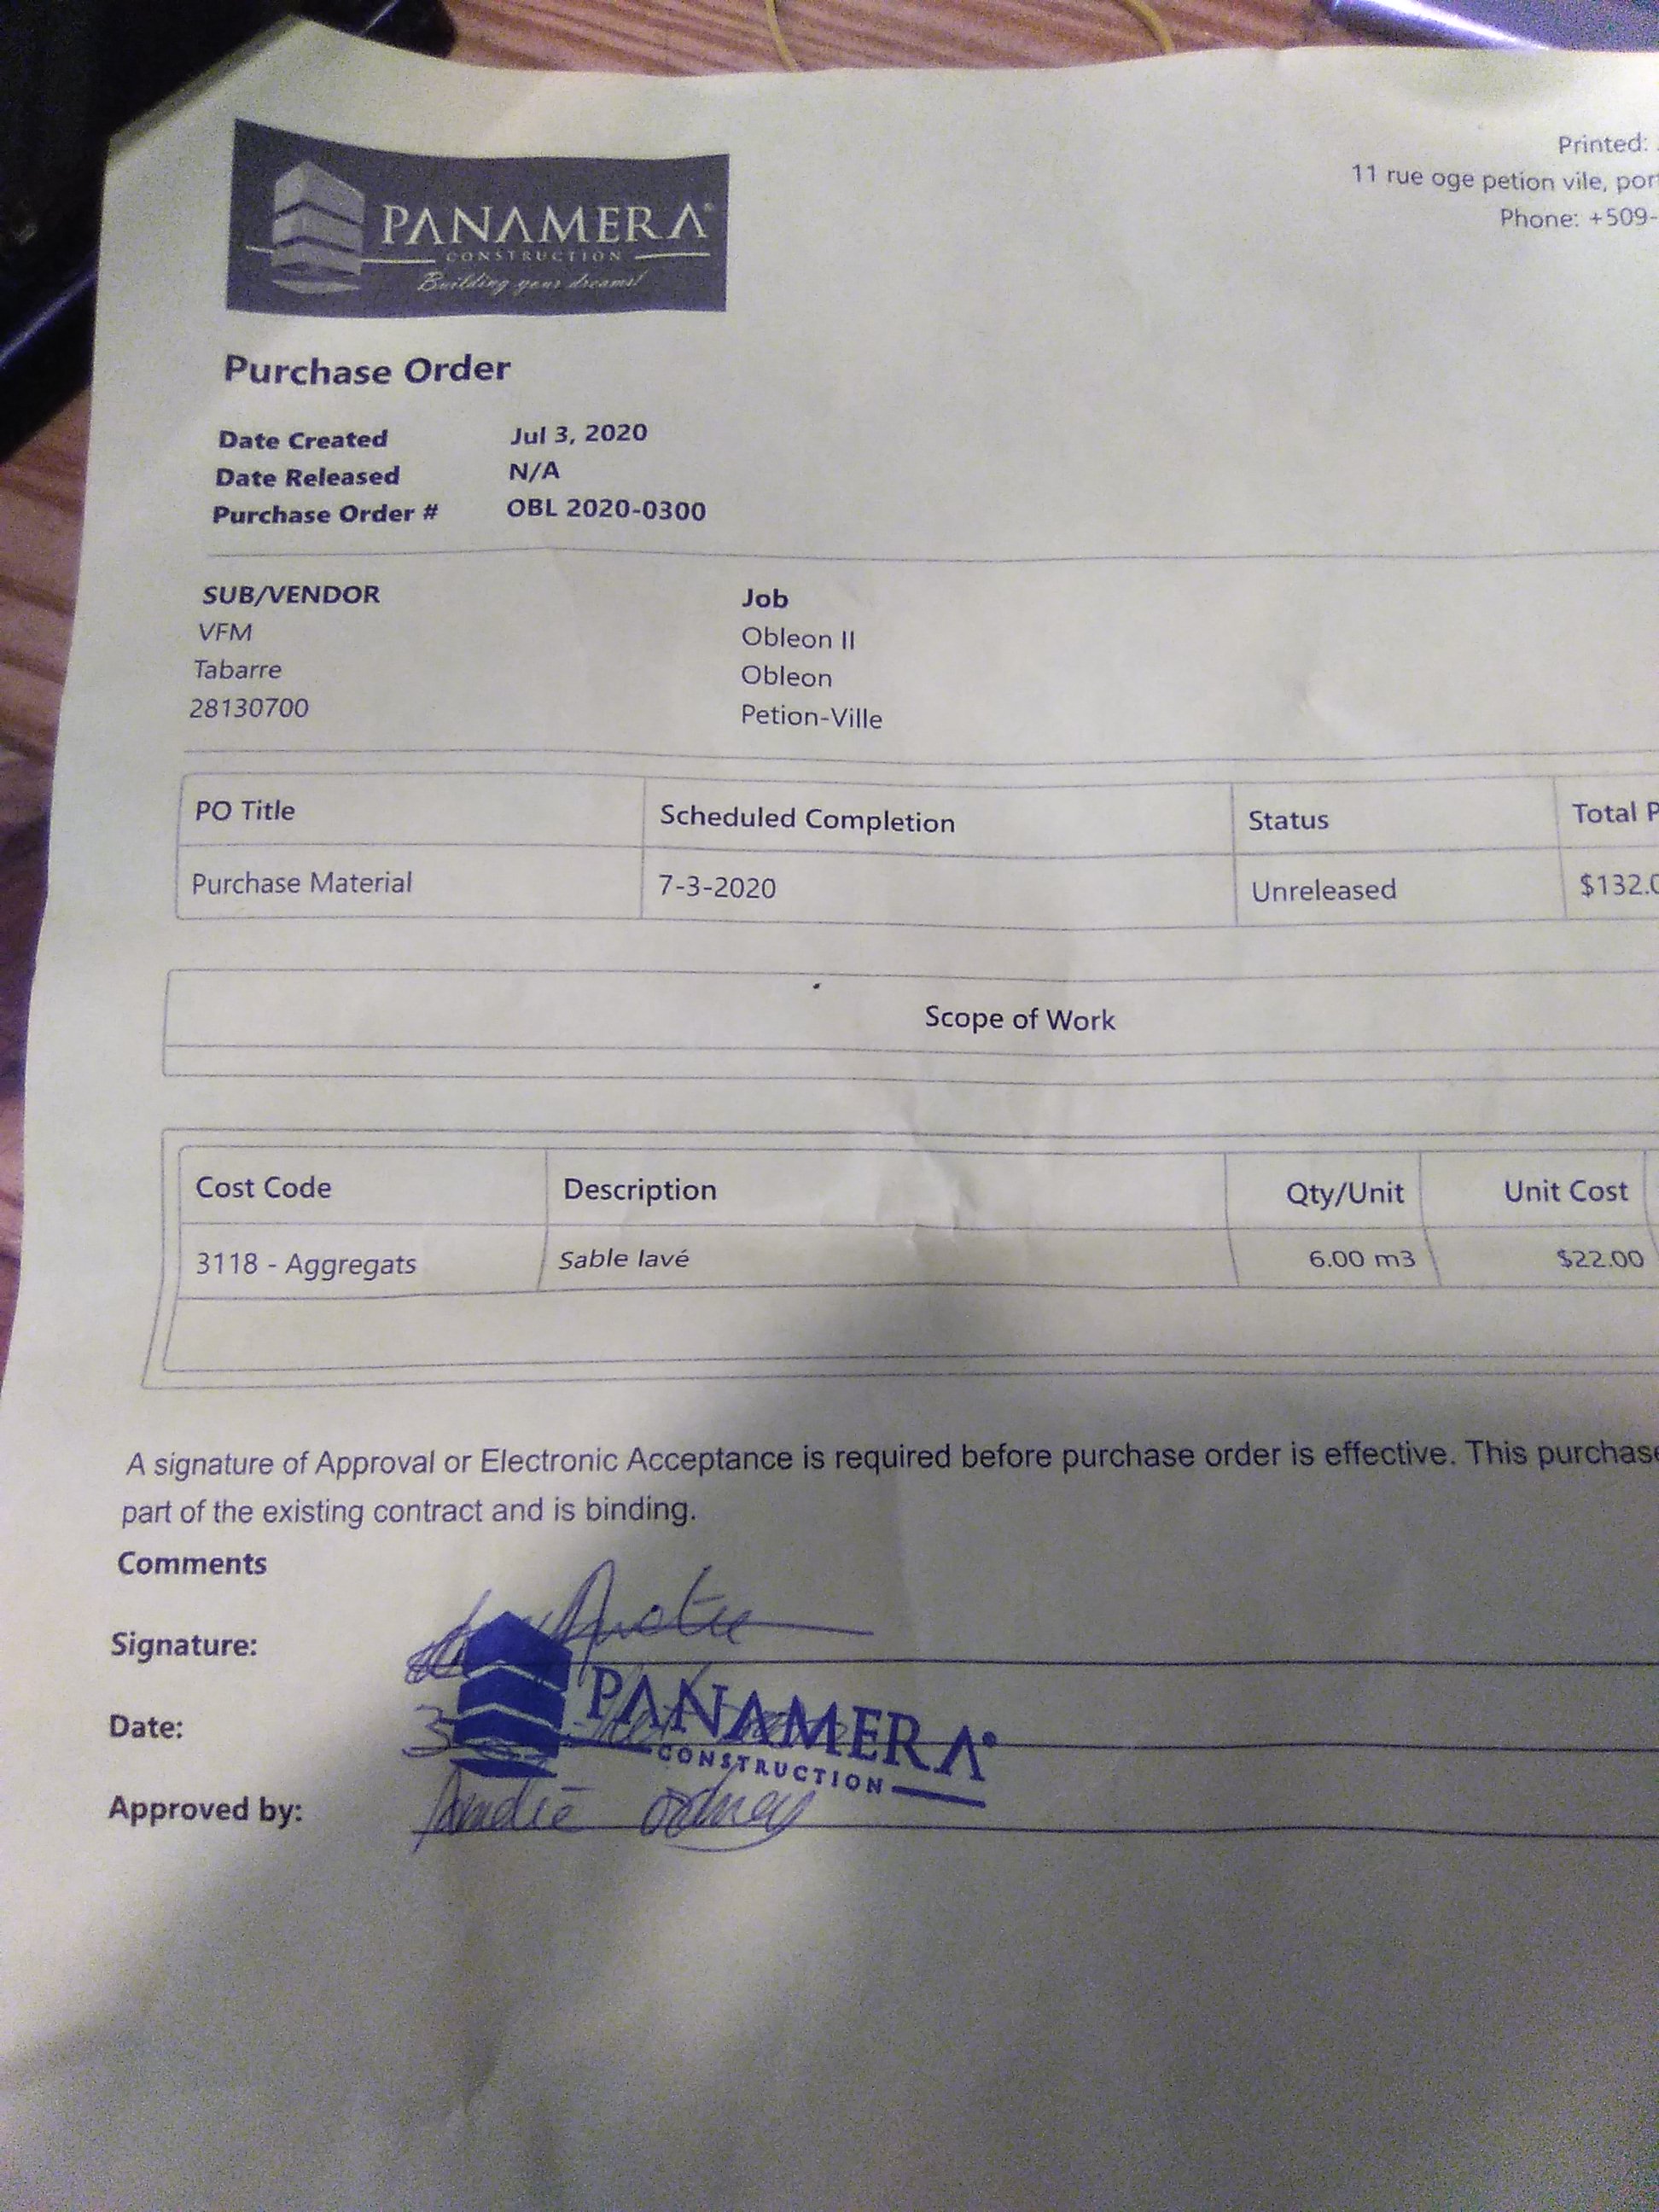 PANAMERA®
CONSTRUCTION
Building your dreams!
Printed:
11 rue oge petion vile, por
Phone: +509-
Purchase Order
Date Created Jul 3, 2020
Date Released N/A
Purchase Order # OBL 2020-0300
SUB/VENDOR Job
VFM Obleon II
Tabarre Obleon
28130700 Petion-Ville
PO Title Scheduled Completion Status Total P
Purchase Material 7-3-2020 Unreleased $132.0
Scope of Work
Cost Code Description Qty/Unit Unit Cost
3118 - Aggregats Sable lavé 6.00 m3 $22.00
A signature of Approval or Electronic Acceptance is required before purchase order is effective. This purchase
part of the existing contract and is binding.
Comments
Signature:
Date:
PANAMERA®
CONSTRUCTION
Approved by: